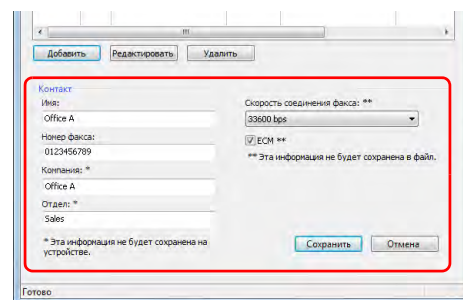 Добавить Редактировать Удалить
Контакт
Имя:
Office A
Номер факса:
0123456789
Компания: *
Office A
Отдел: *
Sales
* Эта информация не будет сохранена на
устройстве.
Скорость соединения факса: **
33600 bps
ECM **
** Эта информация не будет сохранена в файл.
Сохранить Отмена
Готово